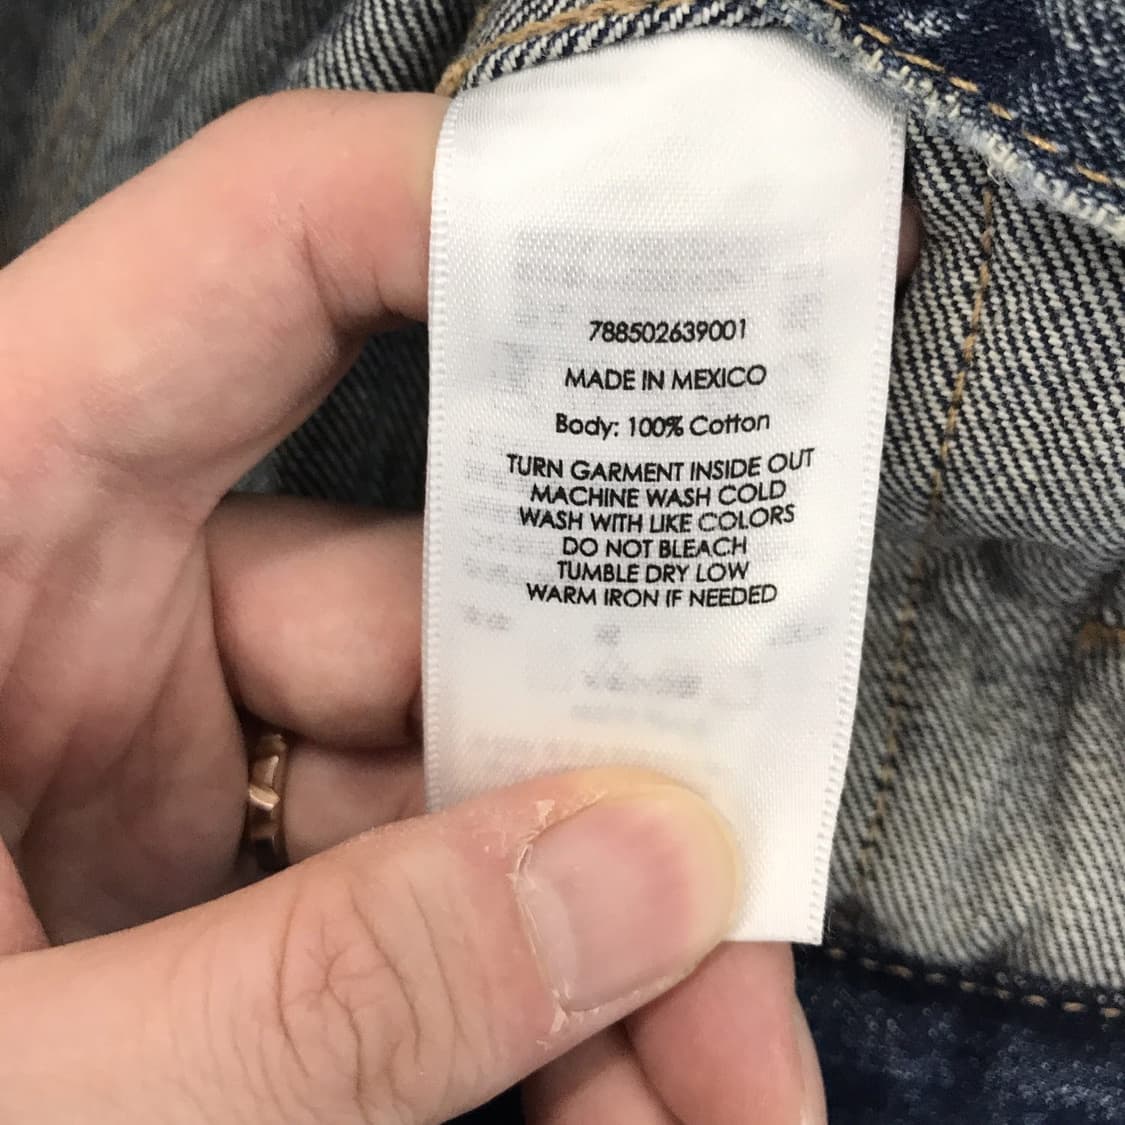 788502639001
MADE IN MEXICO
Body: 100% Cotton
TURN GARMENT INSIDE OUT
MACHINE WASH COLD
WASH WITH LIKE COLORS
DO NOT BLEACH
TUMBLE DRY LOW
WARM IRON IF NEEDED